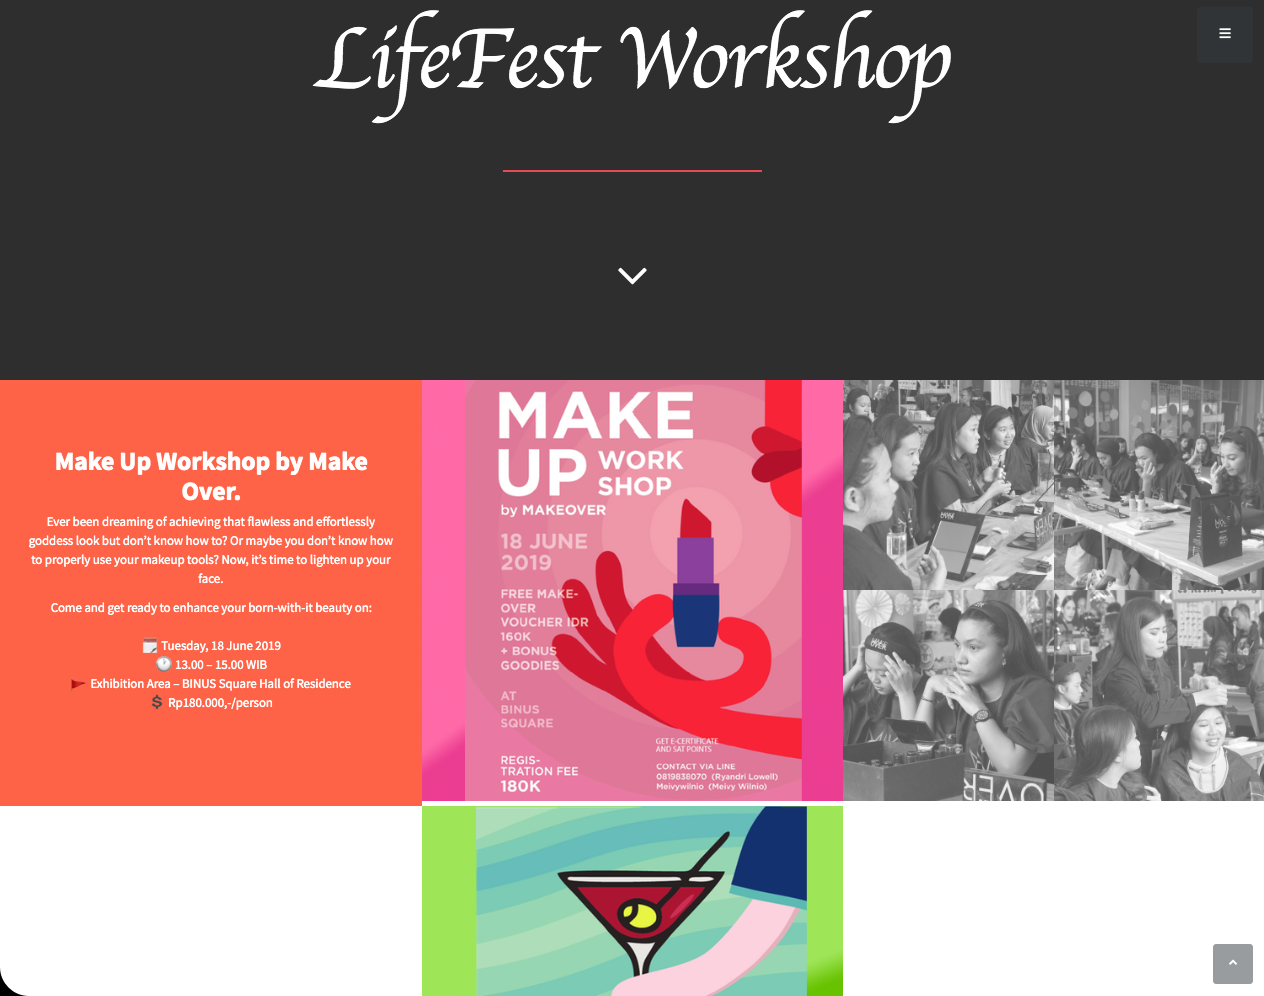 LifeFest Workshop
Make Up Workshop by Make
Over.
Ever been dreaming of achieving that flawless and effortlessly
goddess look but don’t know how to? Or maybe you don’t know how
to properly use your makeup tools? Now, it’s time to lighten up your
face.
Come and get ready to enhance your born-with-it beauty on:
Tuesday, 18 June 2019
13.00 – 15.00 WIB
Exhibition Area – BINUS Square Hall of Residence
Rp180.000,-/person
MAKE
UP WORK
SHOP
by MAKEOVER
18 JUNE
2019
FREE MAKE-
OVER
VOUCHER IDR
160K
+ BONUS
GOODIES
AT
BINUS
SQUARE
REGIS-
TRATION FEE
180K
GET E-CERTIFICATE
AND SAT POINTS
CONTACT VIA LINE
0819838070 (Ryandri Lowell)
Meivywilnio (Meivy Wilnio)
OVER